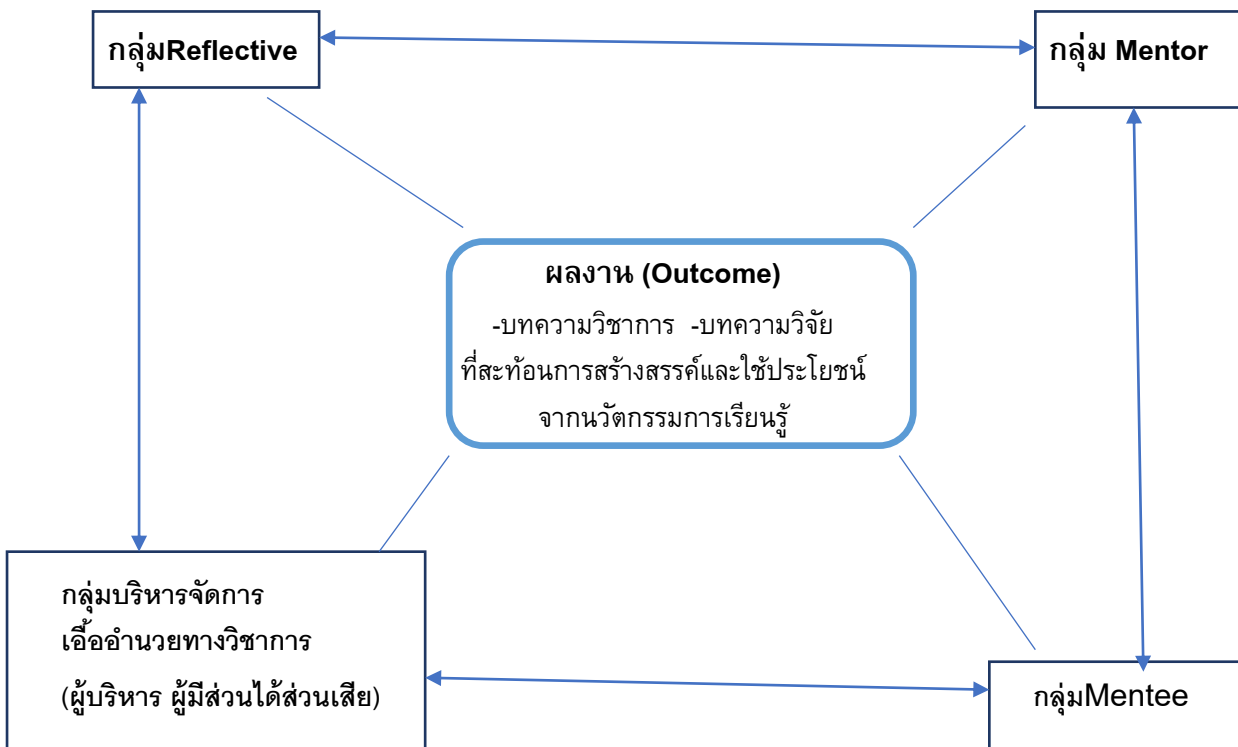 กลุ่มReflective
กลุ่ม Mentor
ผลงาน (Outcome)
-บทความวิชาการ -บทความวิจัย
ที่สะท้อนการสร้างสรรค์และใช้ประโยชน์
จากนวัตกรรมการเรียนรู้
กลุ่มบริหารจัดการ
เอื้ออำนวยทางวิชาการ
(ผู้บริหาร ผู้มีส่วนได้ส่วนเสีย)
กลุ่มMentee